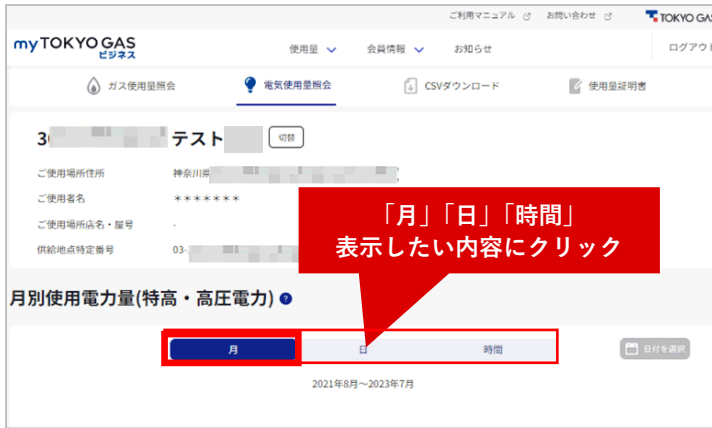 ご利用マニュアル お問い合わせ TOKYO GAS
myTOKYO GAS
ビジネス
使用量 会員情報 お知らせ ログアウト
ガス使用量照会 電気使用量照会 CSVダウンロード 使用量証明書
3 テスト 切替
ご使用場所住所 神奈川県
ご使用者名 *******
ご使用場所店名・屋号 -
供給地点特定番号 03-
「月」「日」「時間」
表示したい内容にクリック
月別使用電力量(特高・高圧電力) ?
月 日 時間 日付を選択
2021年8月～2023年7月